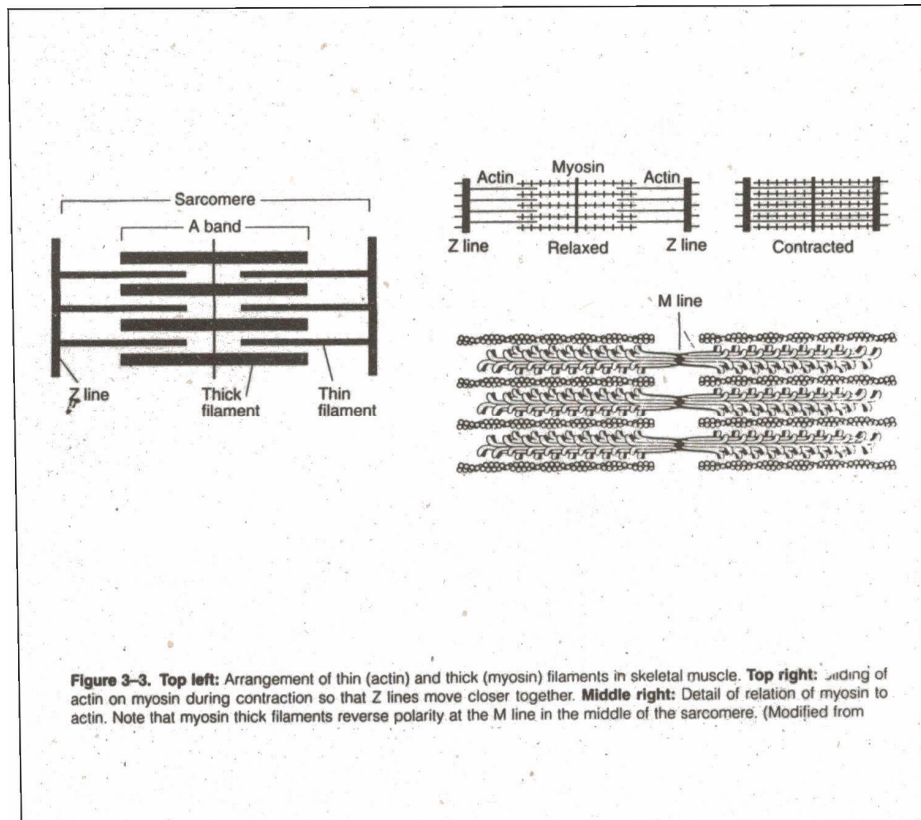 Sarcomere
A band
Z line
Thick
filament
Thin
filament
Actin
Myosin
Actin
Z line
Relaxed
Z line
Contracted
M line
Figure 3–3. Top left: Arrangement of thin (actin) and thick (myosin) filaments in skeletal muscle. Top right: of
actin on myosin during contraction so that Z lines move closer together. Middle right: Detail of relation of myosin to
actin. Note that myosin thick filaments reverse polarity at the M line in the middle of the sarcomere. (Modified from